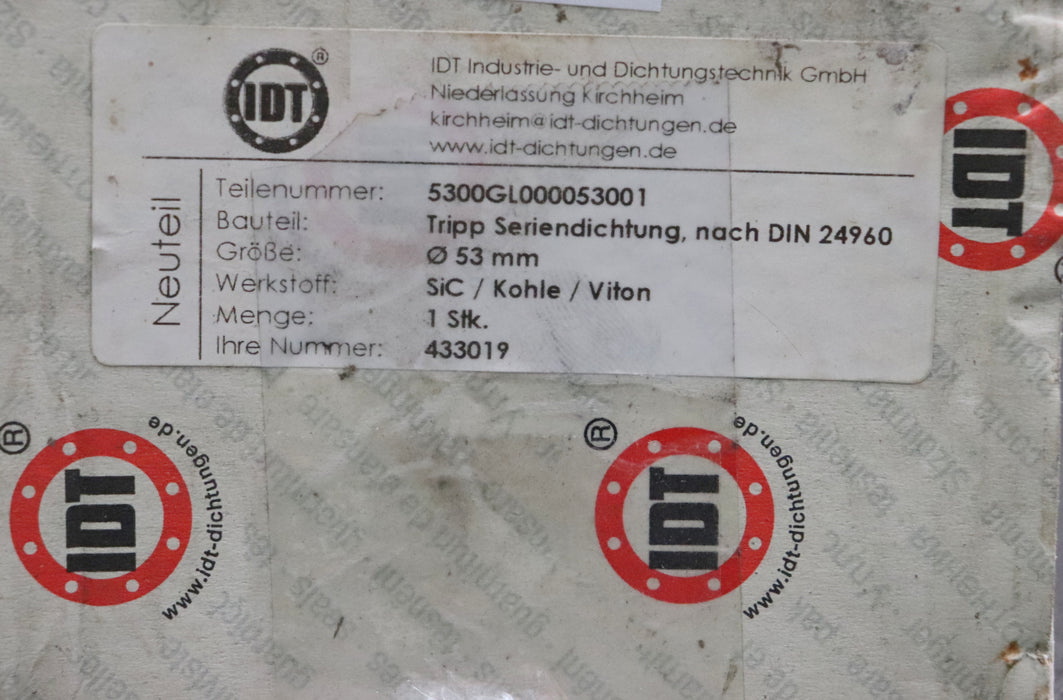 IDT ®
IDT Industrie- und Dichtungstechnik GmbH
Niederlassung Kirchheim
kirchheim@idt-dichtungen.de
www.idt-dichtungen.de
Neuteil
Teilenummer: 5300GL000053001
Bauteil: Tripp Seriendichtung, nach DIN 24960
Größe: Ø 53 mm
Werkstoff: SiC / Kohle / Viton
Menge: 1 Stk.
Ihre Nummer: 433019
IDT
® IDT
www.idt-dichtungen.de
® IDT
www.idt-dichtungen.de